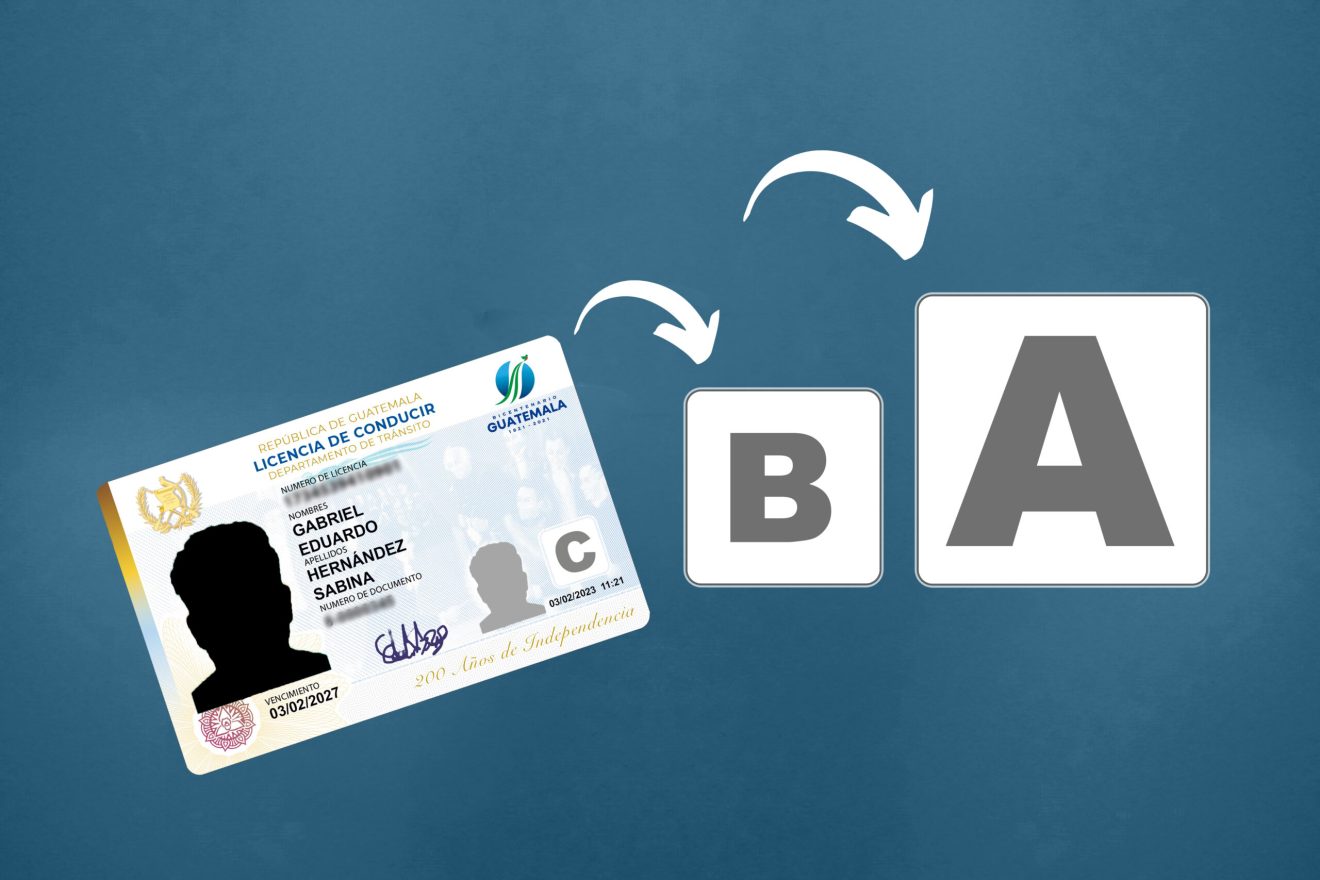 REPÚBLICA DE GUATEMALA
LICENCIA DE CONDUCIR
DEPARTAMENTO DE TRÁNSITO
BICENTENARIO
GUATEMALA
1821 - 2021
NUMERO DE LICENCIA
NOMBRES
GABRIEL
EDUARDO
APELLIDOS
HERNÁNDEZ
SABINA
NUMERO DE DOCUMENTO
C
03/02/2023 11:21
200 Años de Independencia
VENCIMIENTO
03/02/2027
B
A